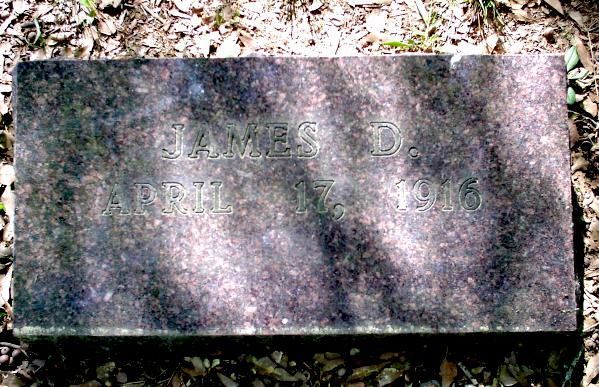 JAMES D.
APRIL 17, 1916